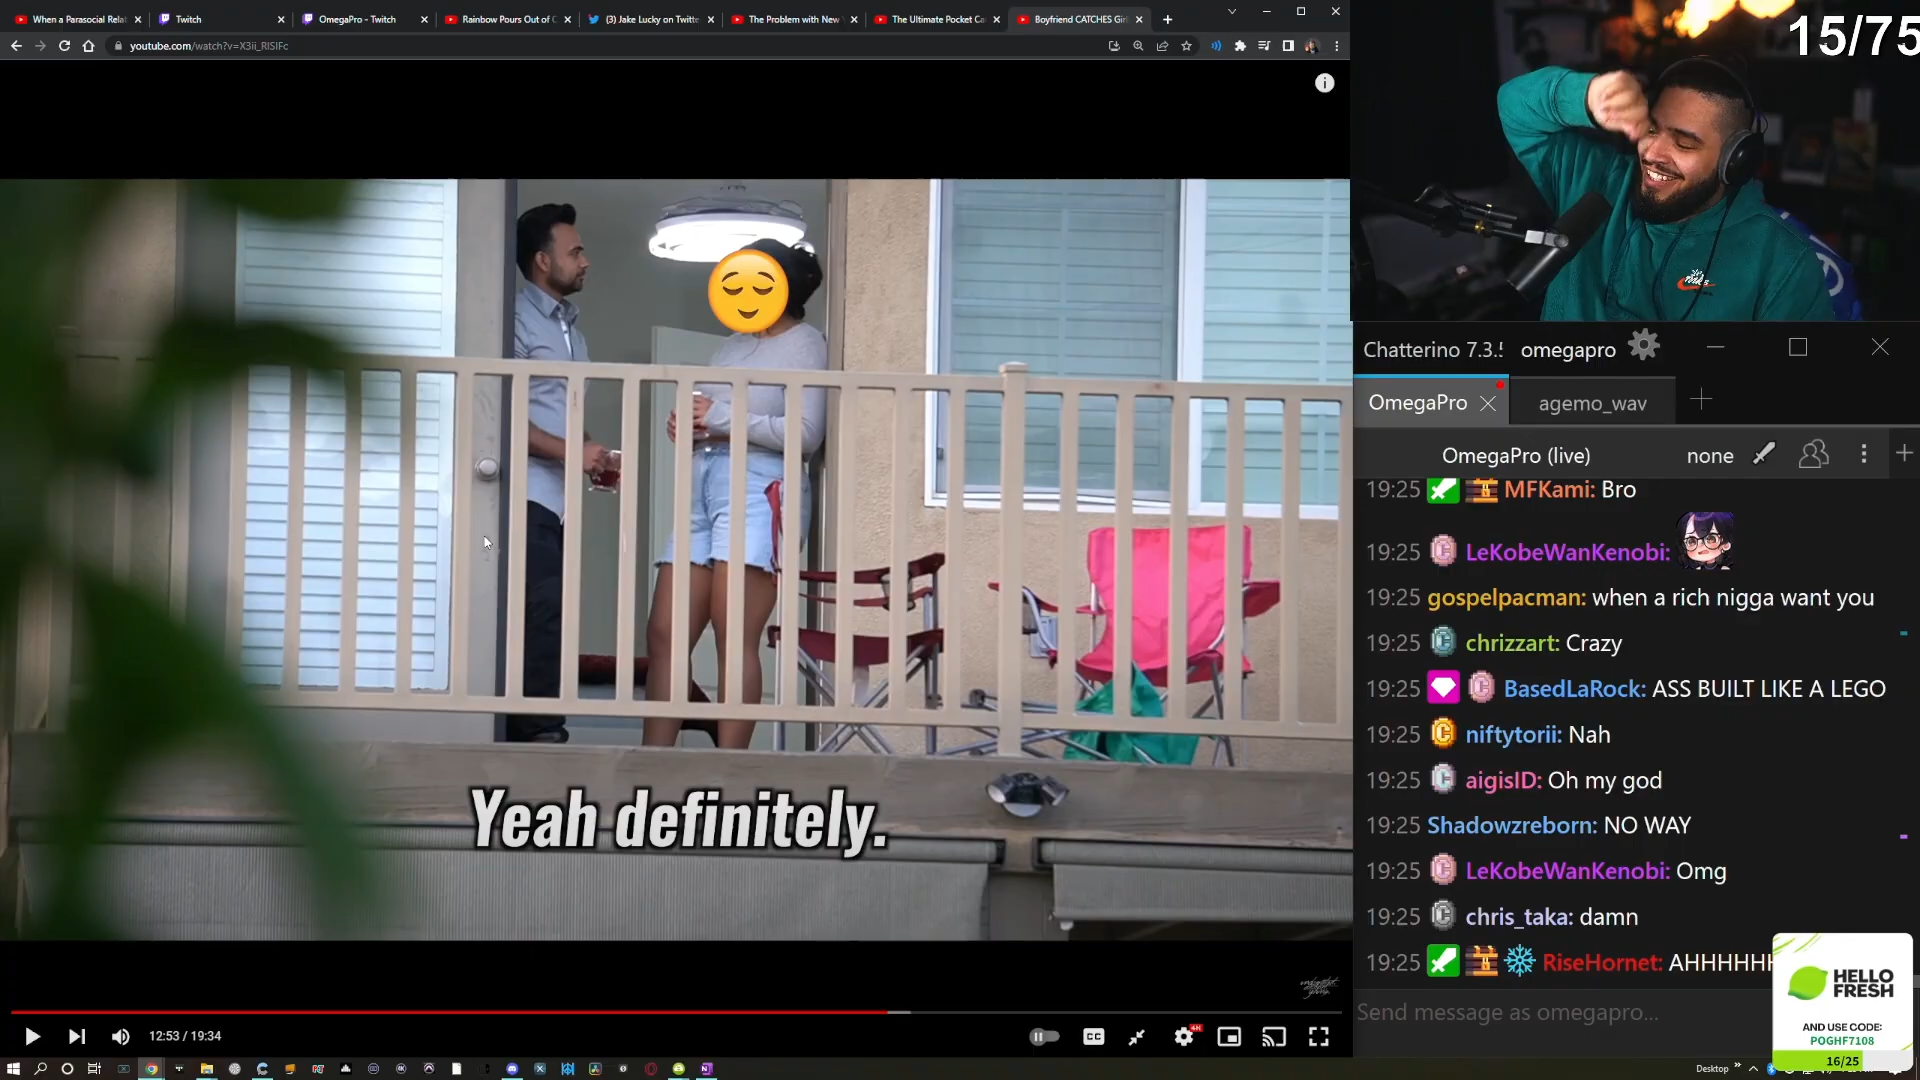 When a Parasocial Rela
Twitch
OmegaPro - Twitch
Rainbow Pours Out of C
(3) Jake Lucky on Twitte
The Problem with New Y
The Ultimate Pocket Ca
Boyfriend CATCHES Girl
youtube.com/watch?v=X3ii_RISIFc
15/75
Yeah definitely.
12:53 / 19:34
CC
Chatterino 7.3.5
omegapro
OmegaPro
agemo_wav
OmegaPro (live)
none
19:25 MFKami: Bro
19:25 LeKobeWanKenobi:
19:25 gospelpacman: when a rich nigga want you
19:25 chrizzart: Crazy
19:25 BasedLaRock: ASS BUILT LIKE A LEGO
19:25 niftytorii: Nah
19:25 aigisID: Oh my god
19:25 Shadowzreborn: NO WAY
19:25 LeKobeWanKenobi: Omg
19:25 chris_taka: damn
19:25 RiseHornet: AHHHHHH
Send message as omegapro...
HELLO
FRESH
AND USE CODE:
POGHF7108
16/25
Desktop